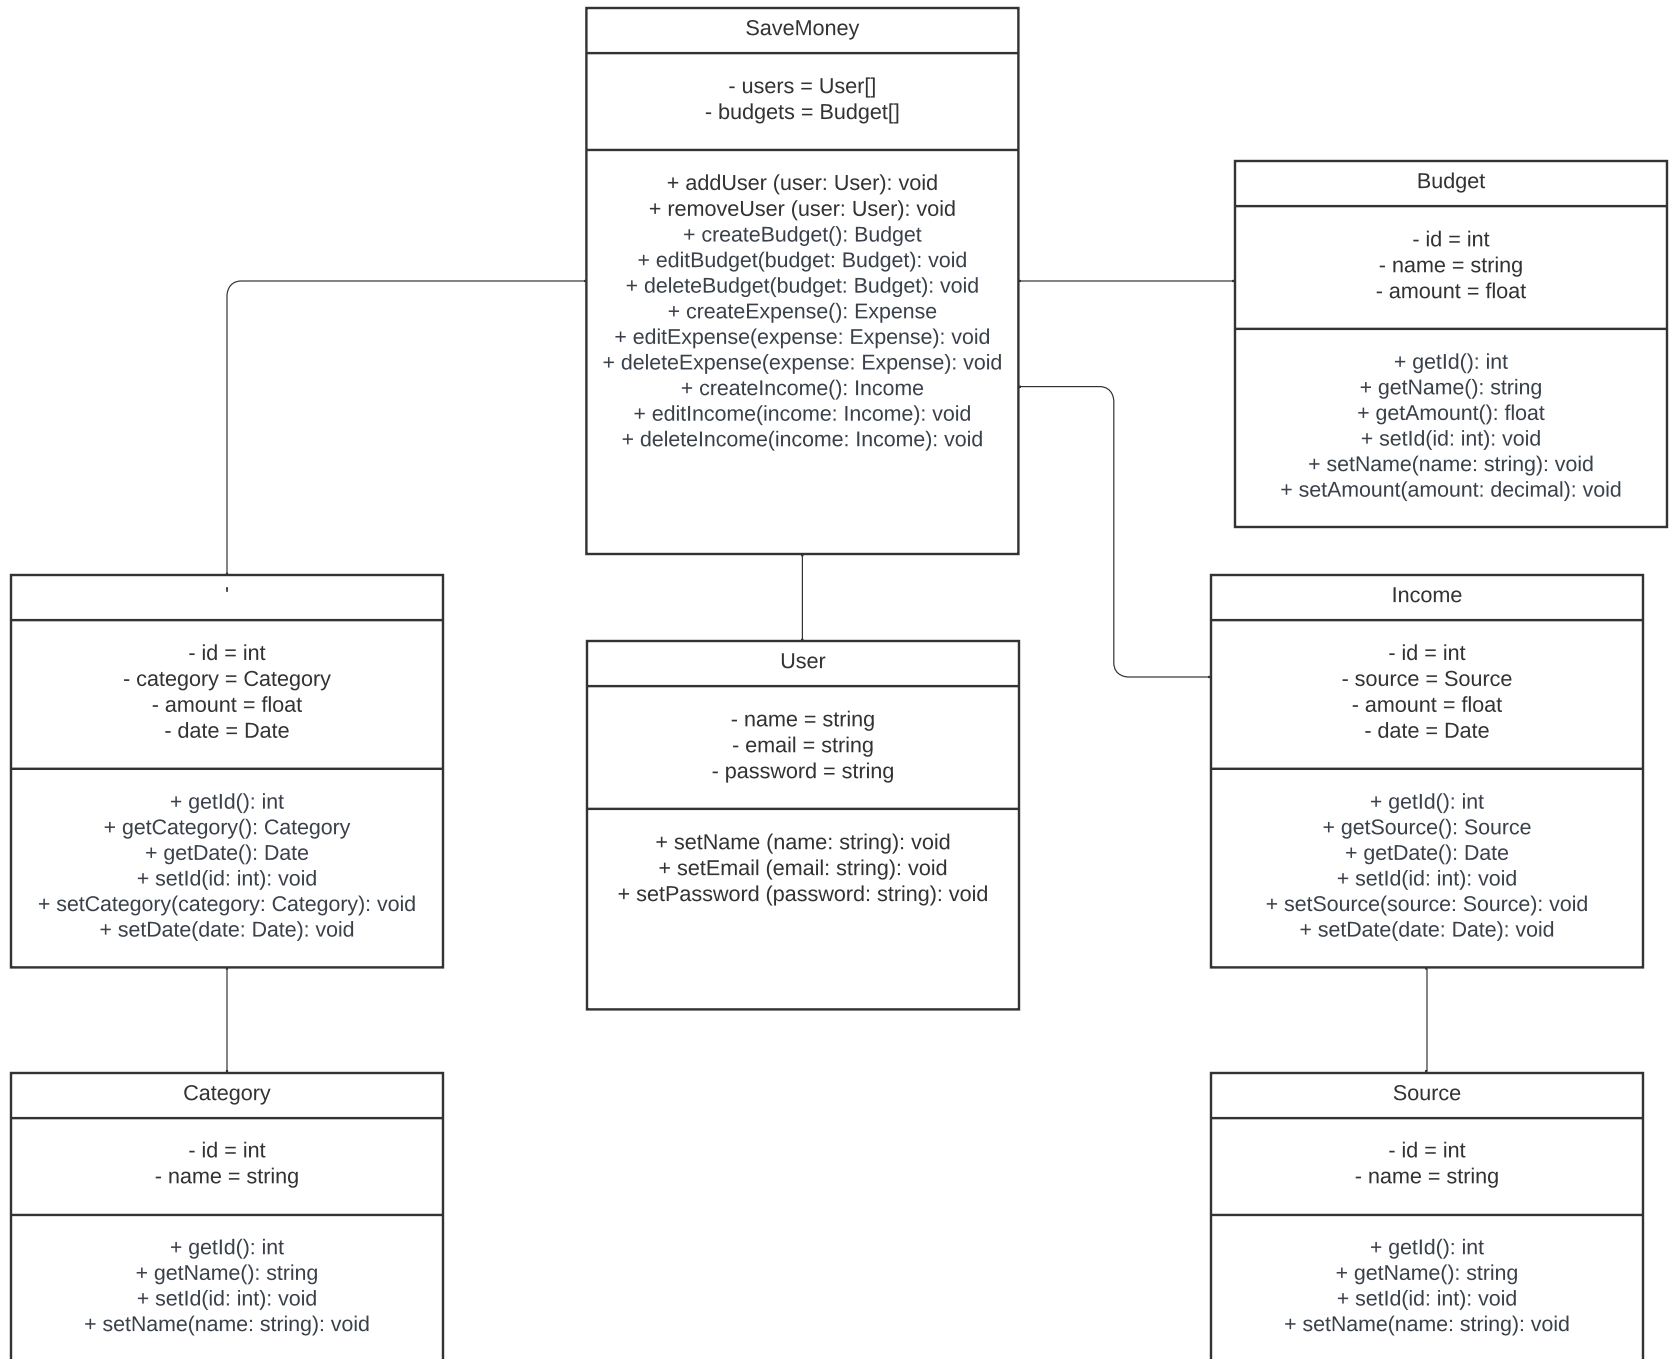 SaveMoney
- users = User[]
- budgets = Budget[]
+ addUser (user: User): void
+ removeUser (user: User): void
+ createBudget(): Budget
+ editBudget(budget: Budget): void
+ deleteBudget(budget: Budget): void
+ createExpense(): Expense
+ editExpense(expense: Expense): void
+ deleteExpense(expense: Expense): void
+ createIncome(): Income
+ editIncome(income: Income): void
+ deleteIncome(income: Income): void
Budget
- id = int
- name = string
- amount = float
+ getId(): int
+ getName(): string
+ getAmount(): float
+ setId(id: int): void
+ setName(name: string): void
+ setAmount(amount: decimal): void
'
- id = int
- category = Category
- amount = float
- date = Date
+ getId(): int
+ getCategory(): Category
+ getDate(): Date
+ setId(id: int): void
+ setCategory(category: Category): void
+ setDate(date: Date): void
User
- name = string
- email = string
- password = string
+ setName (name: string): void
+ setEmail (email: string): void
+ setPassword (password: string): void
Income
- id = int
- source = Source
- amount = float
- date = Date
+ getId(): int
+ getSource(): Source
+ getDate(): Date
+ setId(id: int): void
+ setSource(source: Source): void
+ setDate(date: Date): void
Category
- id = int
- name = string
+ getId(): int
+ getName(): string
+ setId(id: int): void
+ setName(name: string): void
Source
- id = int
- name = string
+ getId(): int
+ getName(): string
+ setId(id: int): void
+ setName(name: string): void